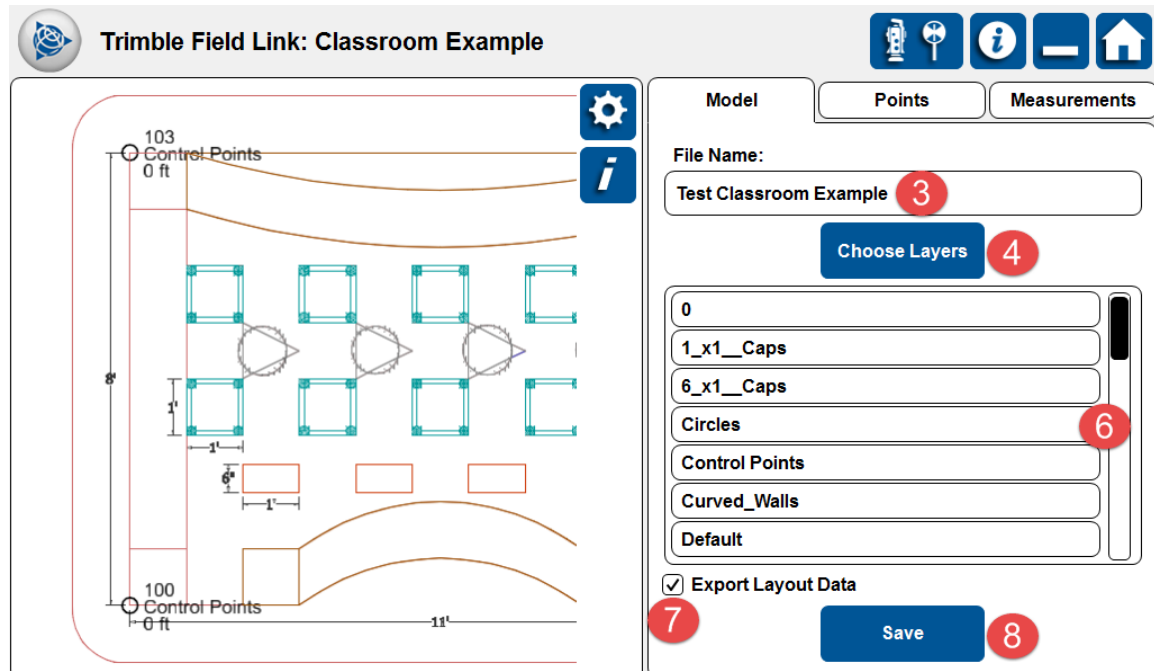 Trimble Field Link: Classroom Example
i
103
Control Points
0 ft
8'
1'
1'
6"
1'
100
Control Points
0 ft
11'
i
Model
Points
Measurements
File Name:
Test Classroom Example
3
Choose Layers
4
0
1_x1__Caps
6_x1__Caps
Circles
6
Control Points
Curved_Walls
Default
Export Layout Data
7
Save
8